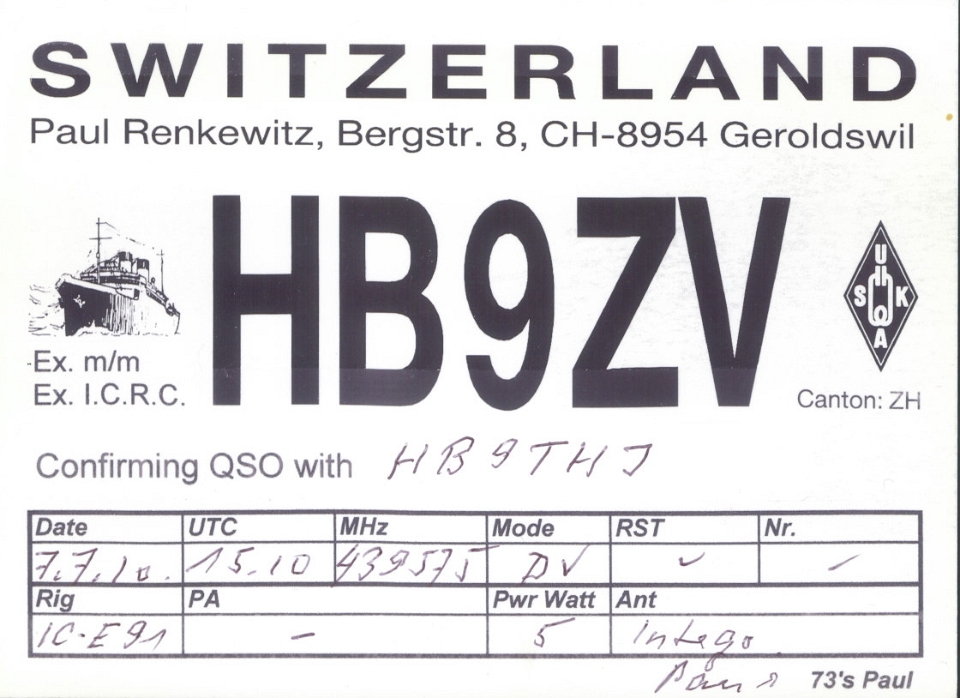 SWITZERLAND
Paul Renkewitz, Bergstr. 8, CH-8954 Geroldswil
HB9ZV
USKA
-Ex. m/m
Ex. I.C.R.C.
Canton: ZH
Confirming QSO with HB9THJ
Date UTC MHz Mode RST Nr.
7.7.10. 15.10 439575 DV - -
Rig PA Pwr Watt Ant
IC-E91 - 5 Intego
Paul 73's Paul